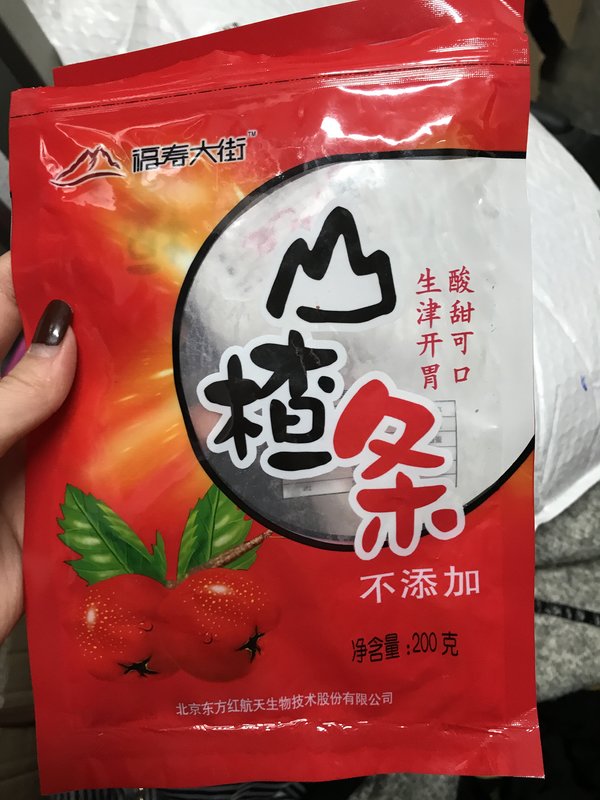 福寿大街™
酸甜可口
生津开胃
山
楂条
不添加
净含量:200克
北京东方红航天生物技术股份有限公司